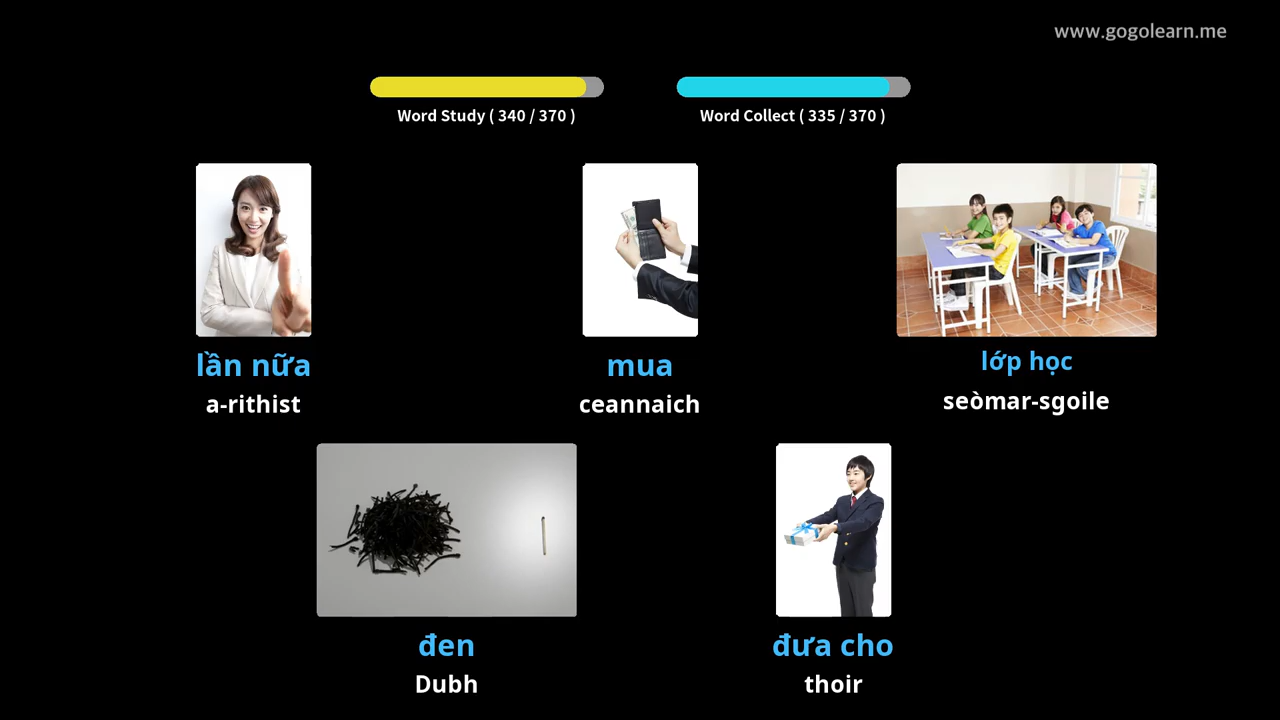 www.gogolearn.me
Word Study ( 340 / 370 )
Word Collect ( 335 / 370 )
lần nữa
a-rithist
mua
ceannaich
lớp học
seòmar-sgoile
đen
Dubh
đưa cho
thoir